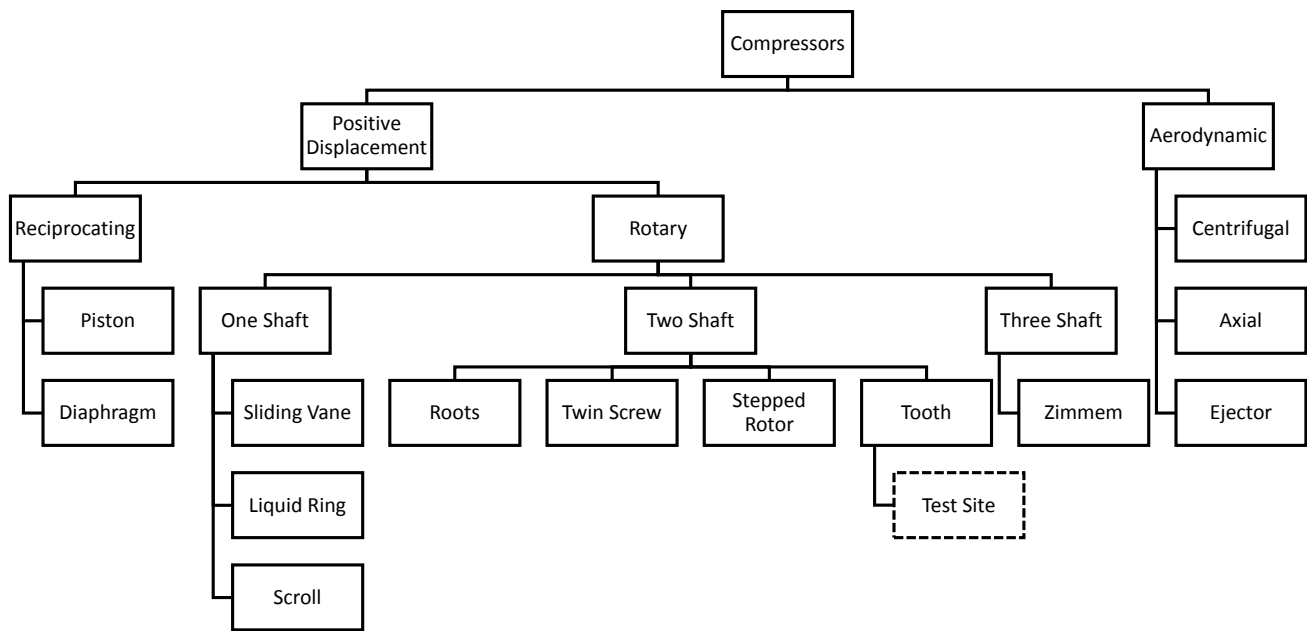 Compressors
Positive
Displacement
Aerodynamic
Reciprocating
Rotary
Centrifugal
Piston
One Shaft
Two Shaft
Three Shaft
Axial
Diaphragm
Sliding Vane
Roots
Twin Screw
Stepped
Rotor
Tooth
Zimmem
Ejector
Liquid Ring
Test Site
Scroll